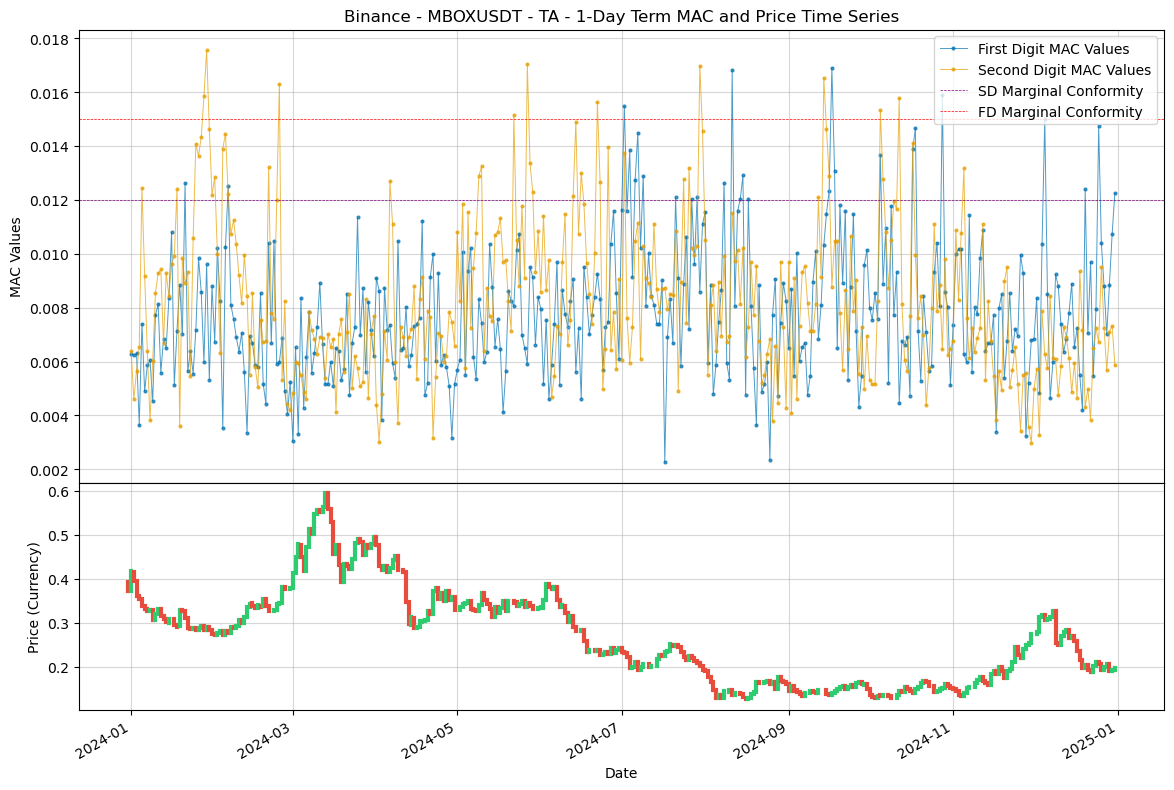 Binance - MBOXUSDT - TA - 1-Day Term MAC and Price Time Series
First Digit MAC Values
Second Digit MAC Values
SD Marginal Conformity
FD Marginal Conformity
MAC Values
0.018
0.016
0.014
0.012
0.010
0.008
0.006
0.004
0.002
Price (Currency)
0.6
0.5
0.4
0.3
0.2
2024-01
2024-03
2024-05
2024-07
2024-09
2024-11
2025-01
Date